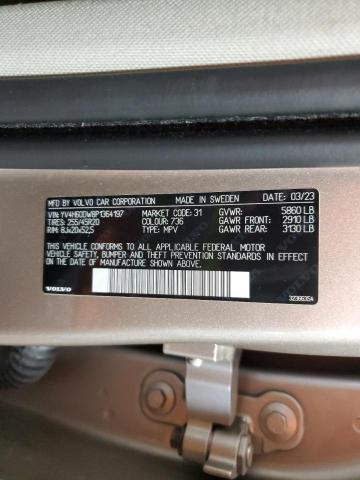 MFD BY VOLVO CAR CORPORATION MADE IN SWEDEN DATE: 03/23
VIN: YV4H60DW8P1364197 MARKET CODE: 31 GVWR: 5860 LB
TIRES: 255/45R20 COLOUR: 736 GAWR FRONT: 2910 LB
RIM: 8Jx20x52,5 TYPE: MPV GAWR REAR: 3130 LB
THIS VEHICLE CONFORMS TO ALL APPLICABLE FEDERAL MOTOR VEHICLE
SAFETY, BUMPER AND THEFT PREVENTION STANDARDS IN EFFECT ON
THE DATE OF MANUFACTURE SHOWN ABOVE.
VOLVO 32366354